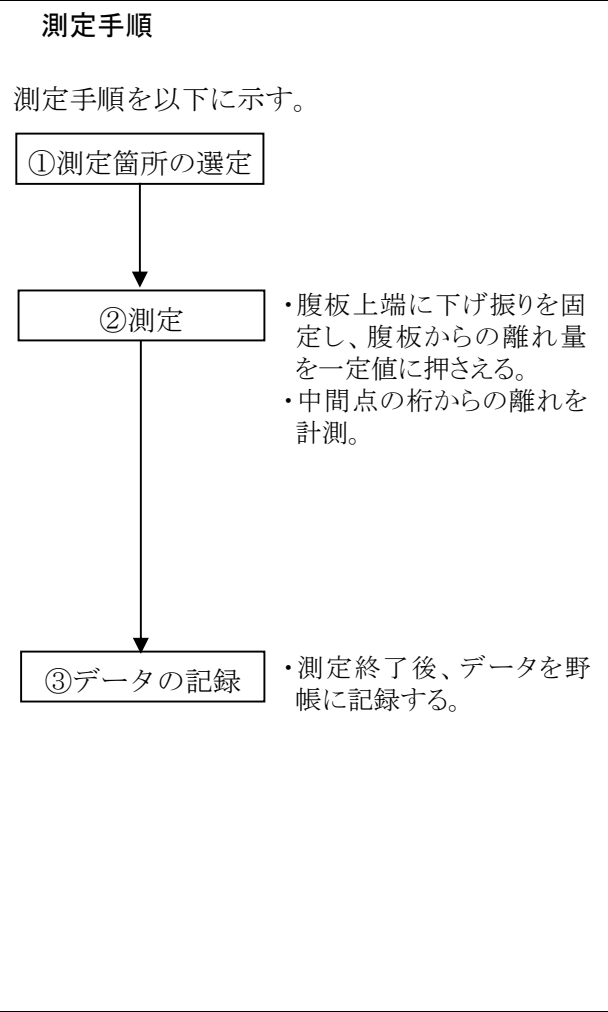 測定手順
測定手順を以下に示す。
①測定箇所の選定
②測定
・腹板上端に下げ振りを固
定し、腹板からの離れ量
を一定値に押さえる。
・中間点の桁からの離れを
計測。
③データの記録
・測定終了後、データを野
帳に記録する。